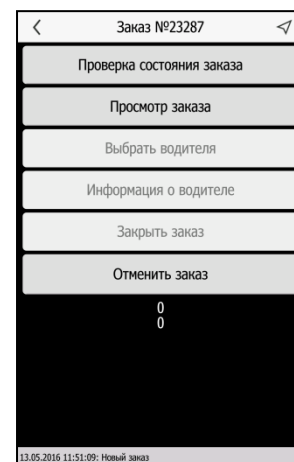 Заказ №23287
Проверка состояния заказа
Просмотр заказа
Выбрать водителя
Информация о водителе
Закрыть заказ
Отменить заказ
0
0
13.05.2016 11:51:09: Новый заказ